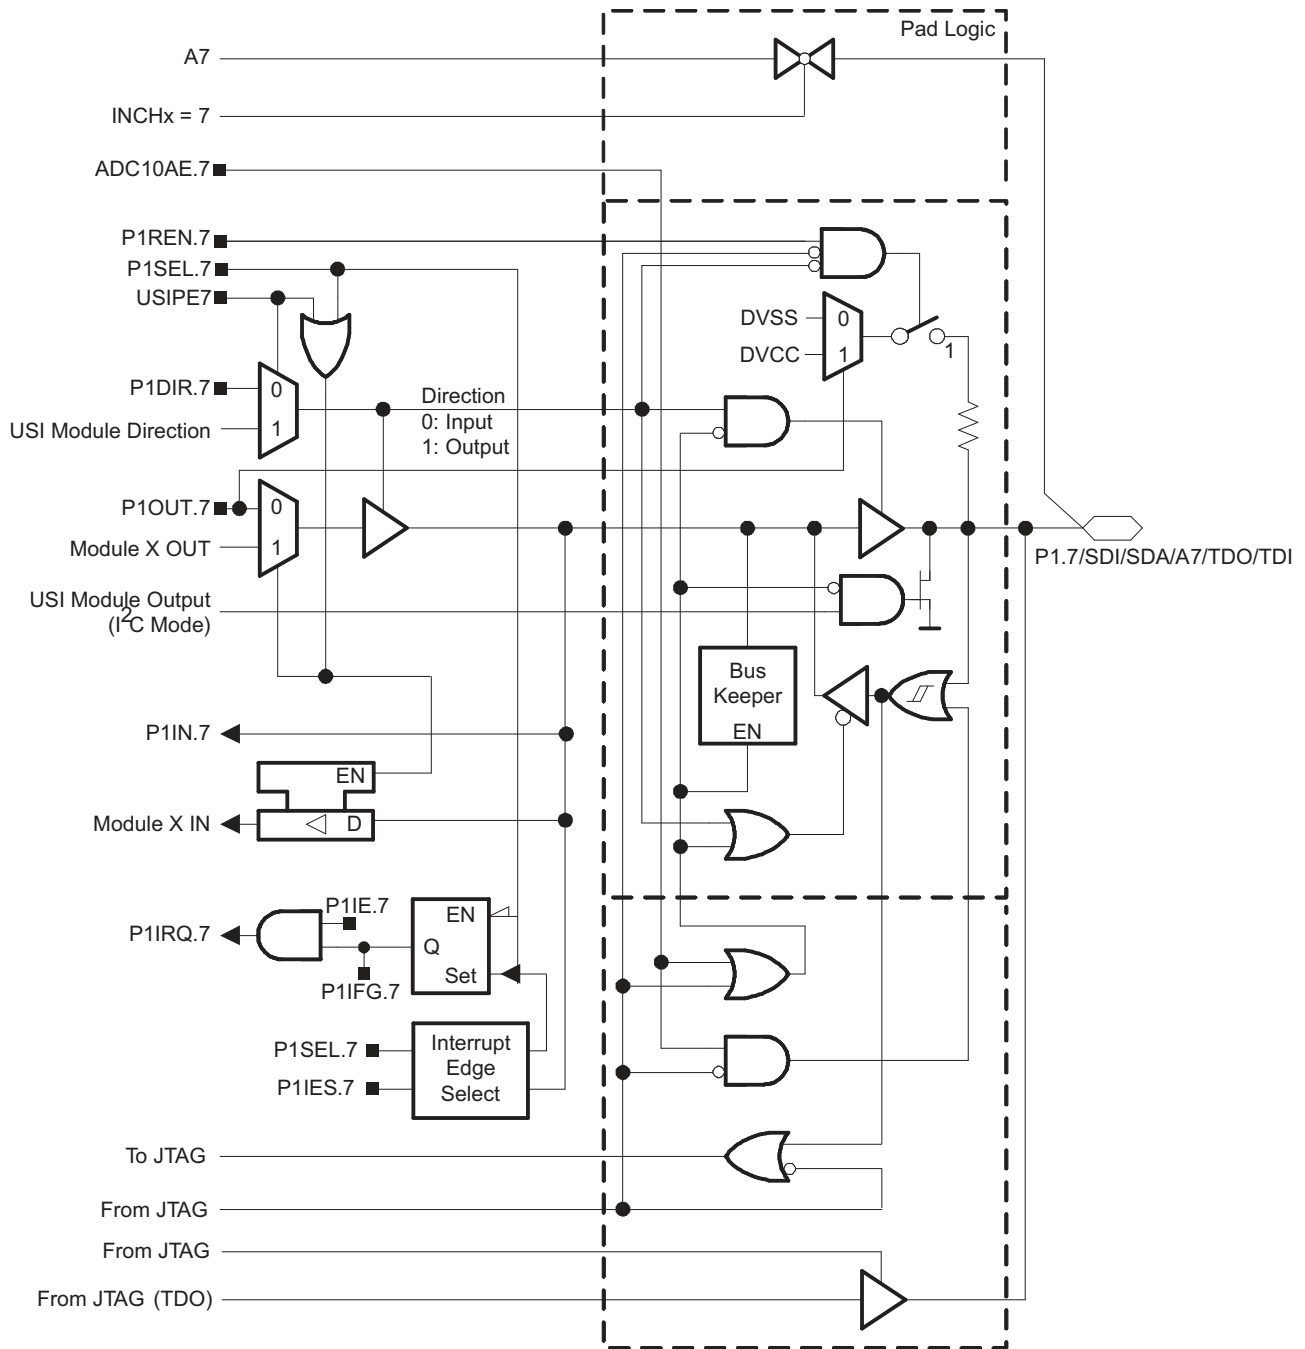 Pad Logic
A7
INCHx = 7
ADC10AE.7
P1REN.7
P1SEL.7
USIPE7
DVSS
0
DVCC
1
1
P1DIR.7
0
USI Module Direction
1
Direction
0: Input
1: Output
P1OUT.7
0
Module X OUT
1
P1.7/SDI/SDA/A7/TDO/TDI
USI Module Output
(I2C Mode)
Bus
Keeper
EN
P1IN.7
EN
Module X IN
D
P1IE.7
EN
P1IRQ.7
Q
Set
P1IFG.7
P1SEL.7
P1IES.7
Interrupt
Edge
Select
To JTAG
From JTAG
From JTAG
From JTAG (TDO)